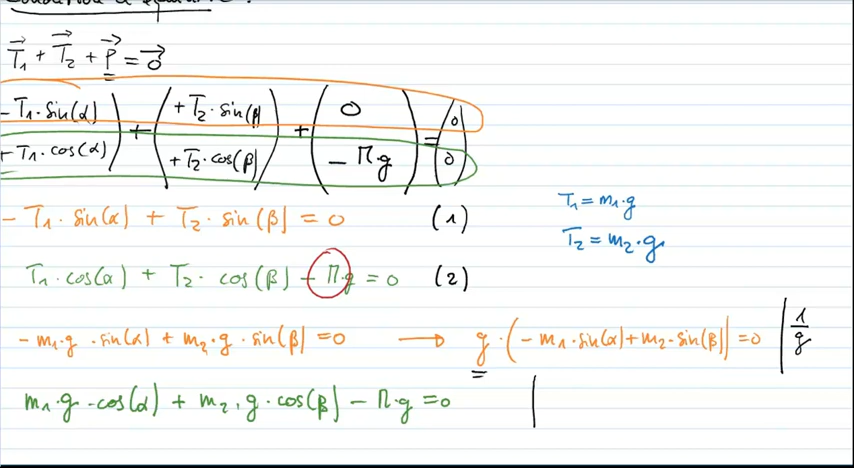 T₁ + T₂ + P = 0
(-T₁·sin(α)) + (+T₂·sin(β)) + (0) = (0)
(+T₁·cos(α)) + (+T₂·cos(β)) + (-M·g) = (0)
-T₁·sin(α) + T₂·sin(β) = 0 (1)
T₁ = m₁·g
T₂ = m₂·g
T₁·cos(α) + T₂·cos(β) - M·g = 0 (2)
-m₁·g·sin(α) + m₂·g·sin(β) = 0 → g·(-m₁·sin(α) + m₂·sin(β)) = 0 | 1/g
m₁·g·cos(α) + m₂·g·cos(β) - M·g = 0 |